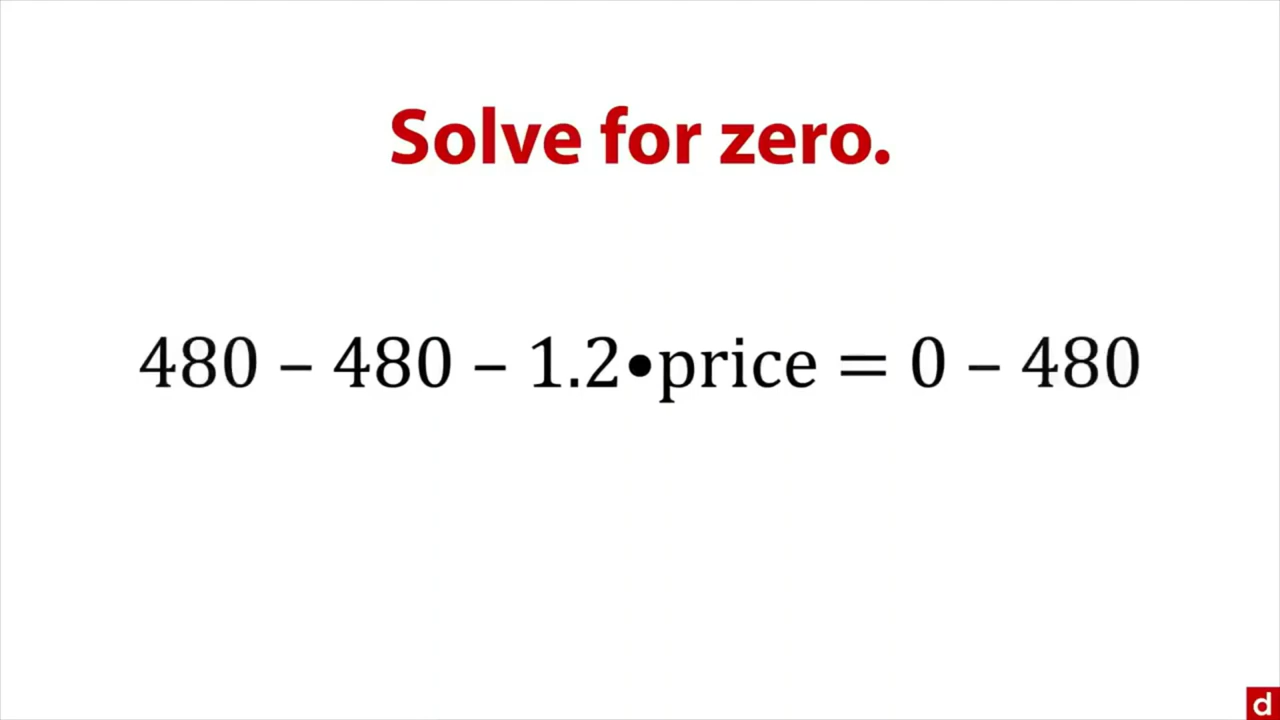 Solve for zero.
480 – 480 – 1.2•price = 0 – 480
d